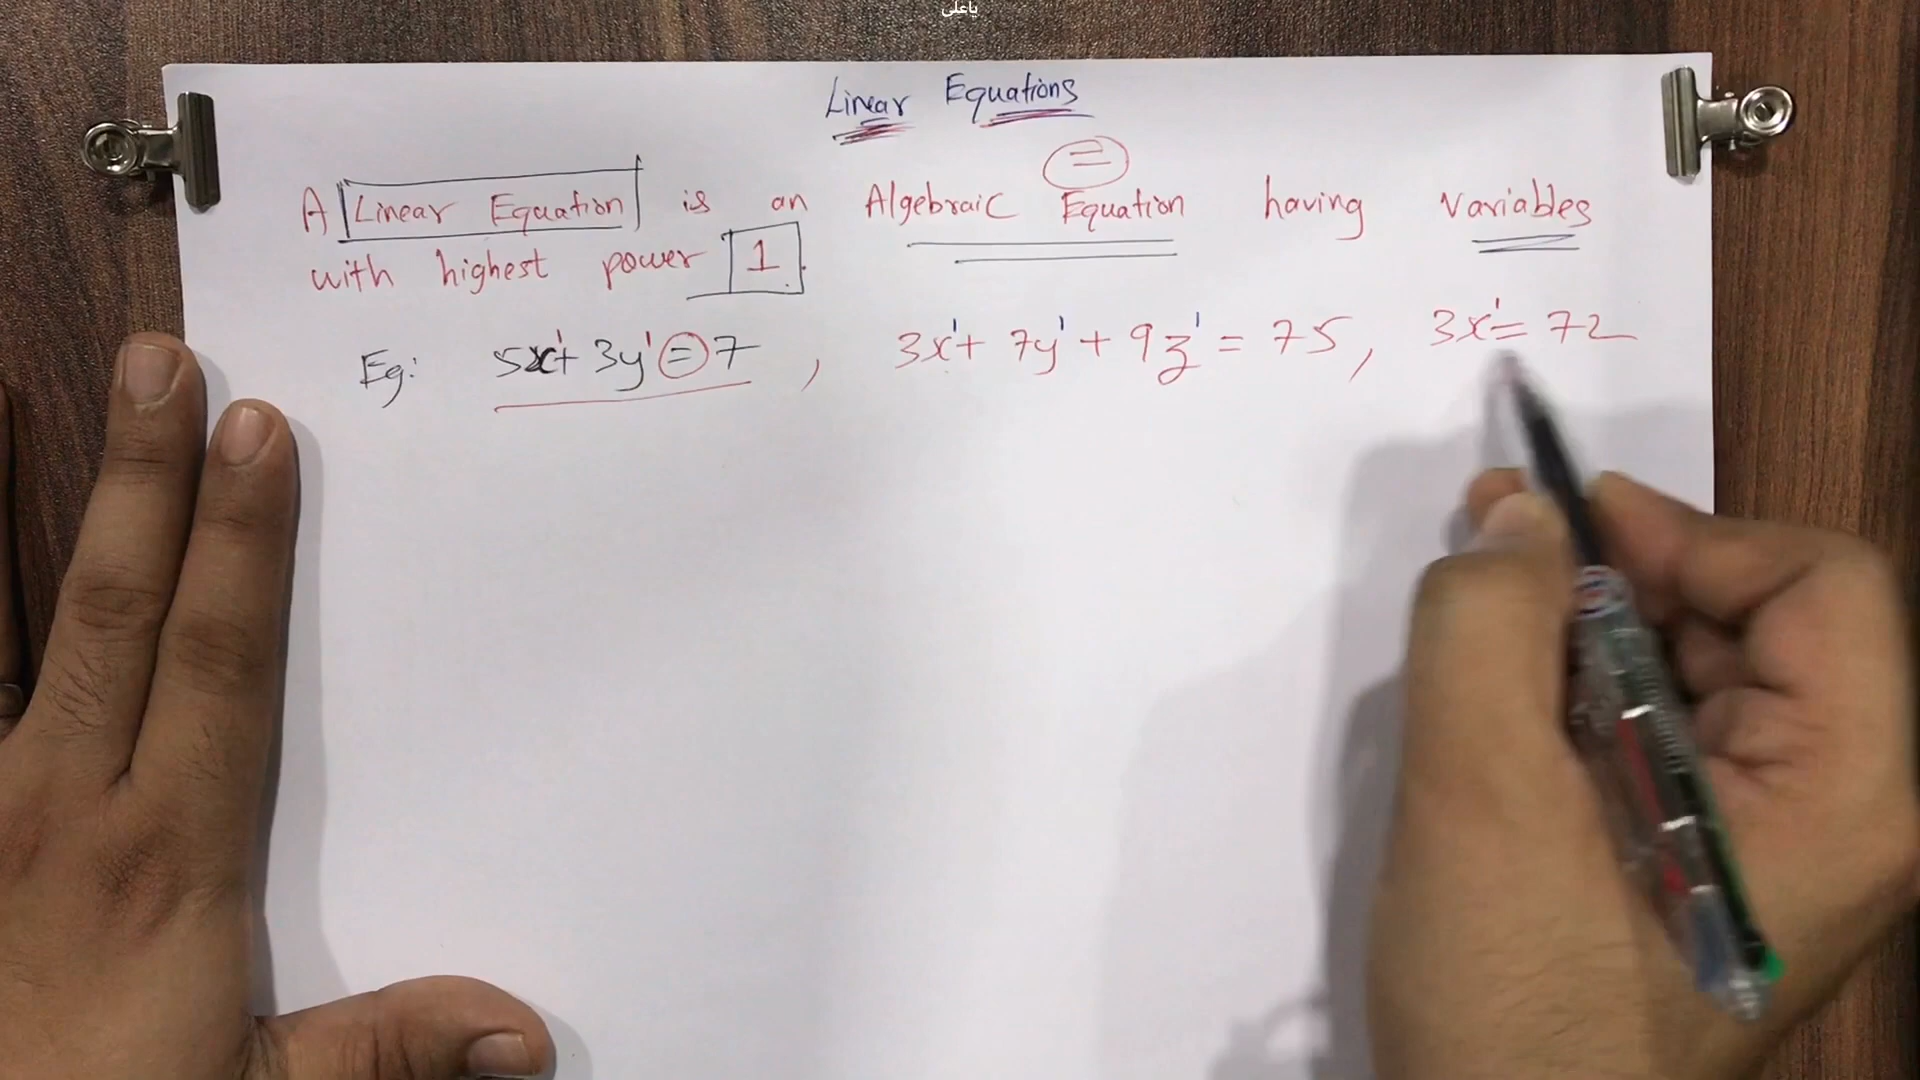 ياعلى
Linear Equations
=
A Linear Equation is an Algebraic Equation having variables
with highest power 1.
Eg: 5x¹+ 3y¹ = 7 , 3x¹+ 7y¹ + 9z¹ = 75, 3x¹= 72